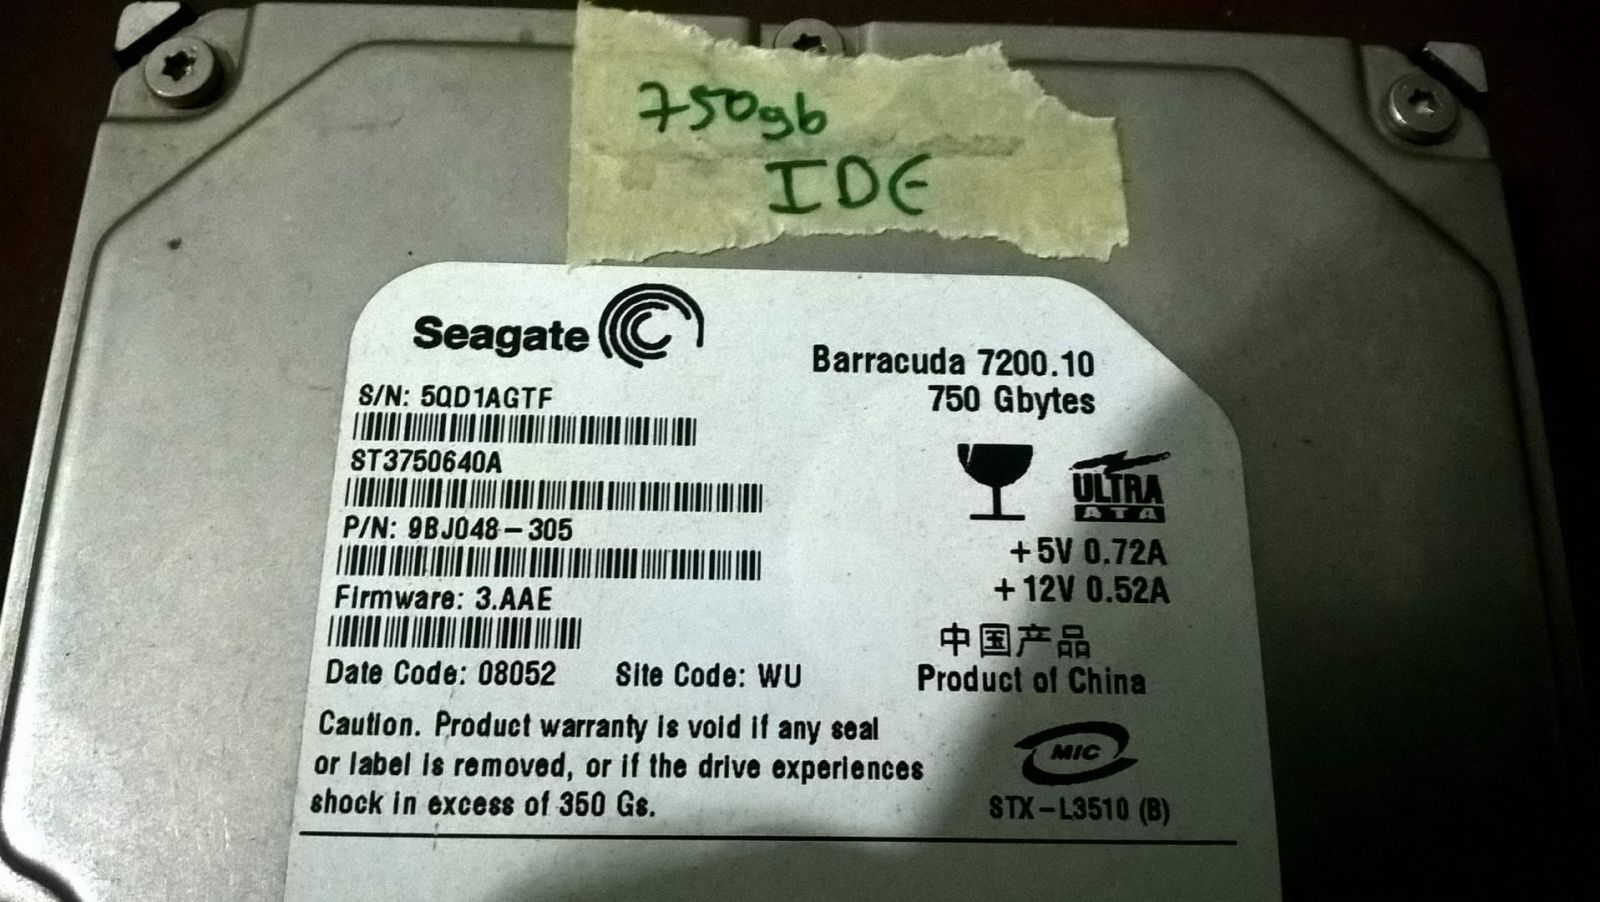 750gb
IDE
Seagate
Barracuda 7200.10
750 Gbytes
S/N: 5QD1AGTF
ST3750640A
P/N: 9BJ048-305
Firmware: 3.AAE
Date Code: 08052 Site Code: WU
ULTRA
ATA
+5V 0.72A
+12V 0.52A
中国产品
Product of China
Caution. Product warranty is void if any seal
or label is removed, or if the drive experiences
shock in excess of 350 Gs.
MIC
STX-L3510 (B)